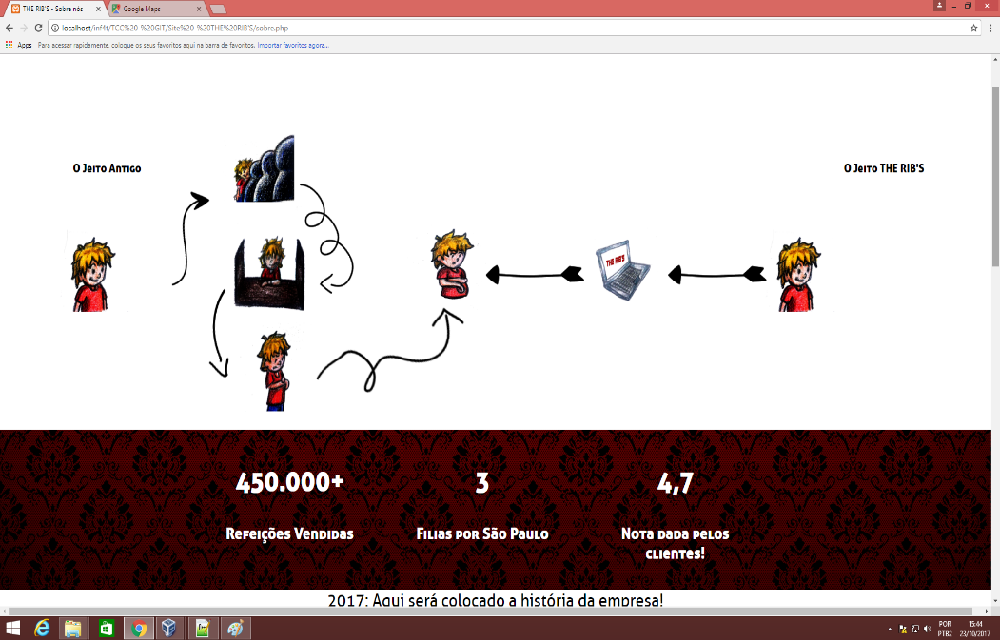 THE RIB'S - Sobre nós
Google Maps
localhost/inf4t/TCC%20-%20GIT/Site%20-%20THE%20RIB'S/sobre.php
Apps
Para acessar rapidamente, coloque os seus favoritos aqui na barra de favoritos. Importar favoritos agora...
O Jeito Antigo
O Jeito THE RIB'S
THE RIB'S
450.000+
3
4,7
Refeições Vendidas
Filias por São Paulo
Nota dada pelos
clientes!
2017: Aqui será colocado a história da empresa!
POR
PTB2
15:44
23/10/2017